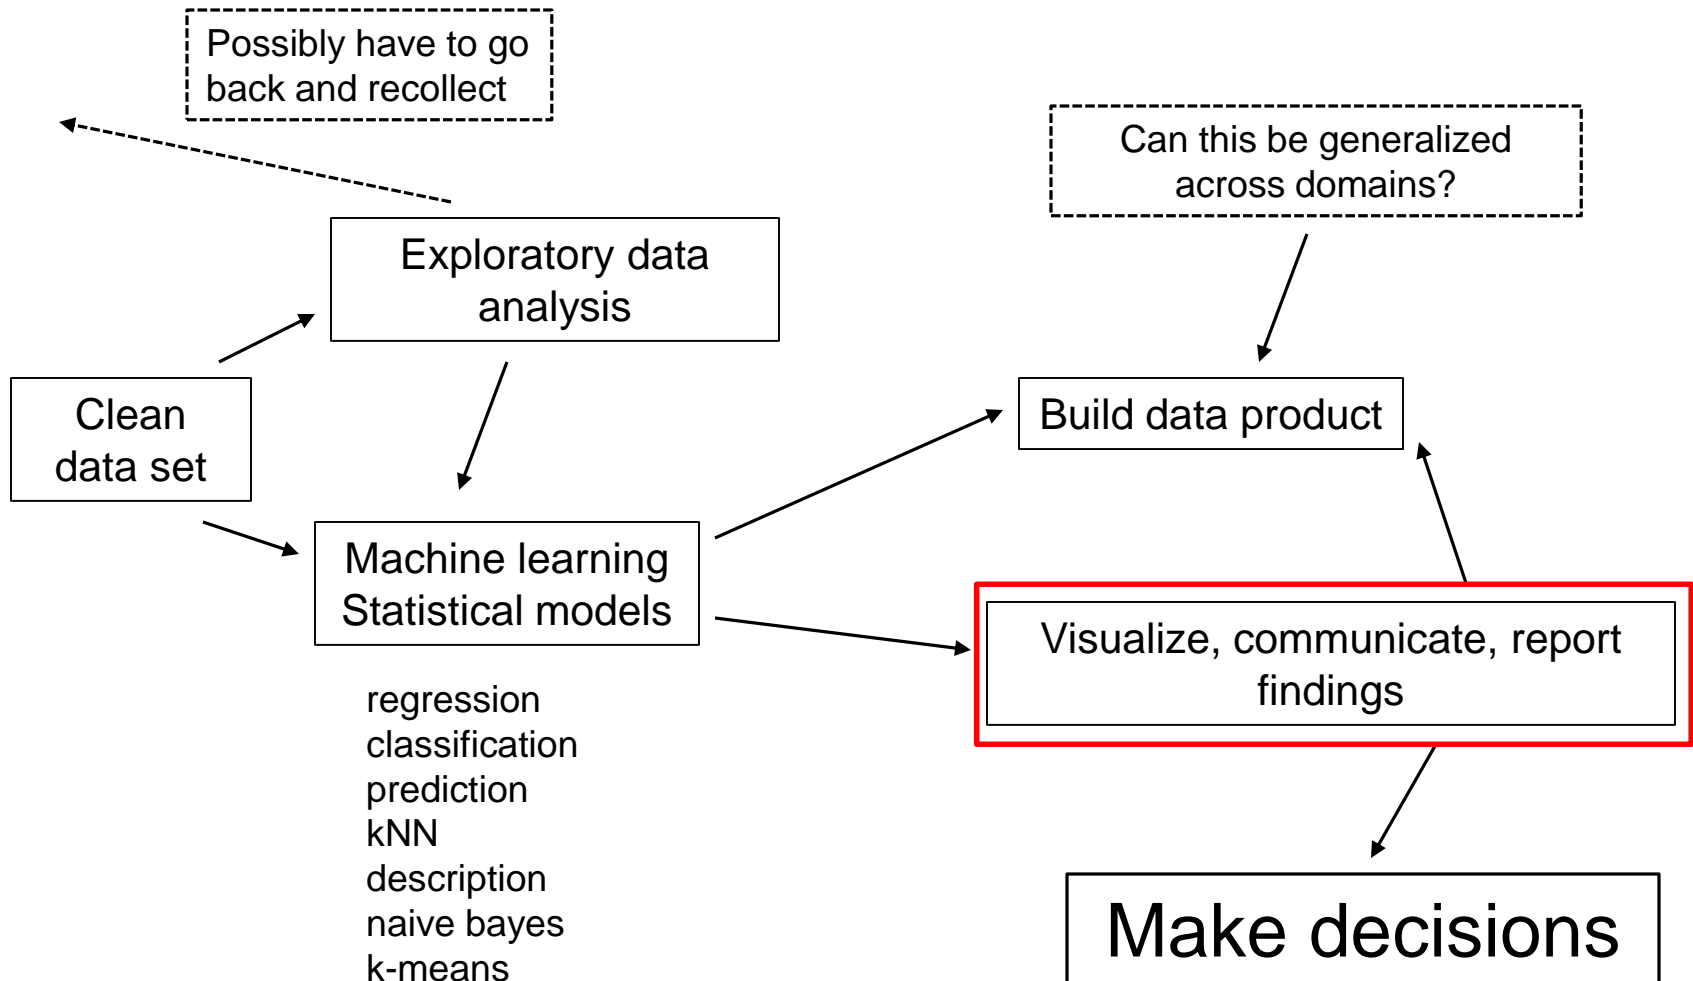 Possibly have to go
back and recollect
Can this be generalized
across domains?
Exploratory data
analysis
Clean
data set
Build data product
Machine learning
Statistical models
Visualize, communicate, report
findings
regression
classification
prediction
kNN
description
naive bayes
k-means
Make decisions